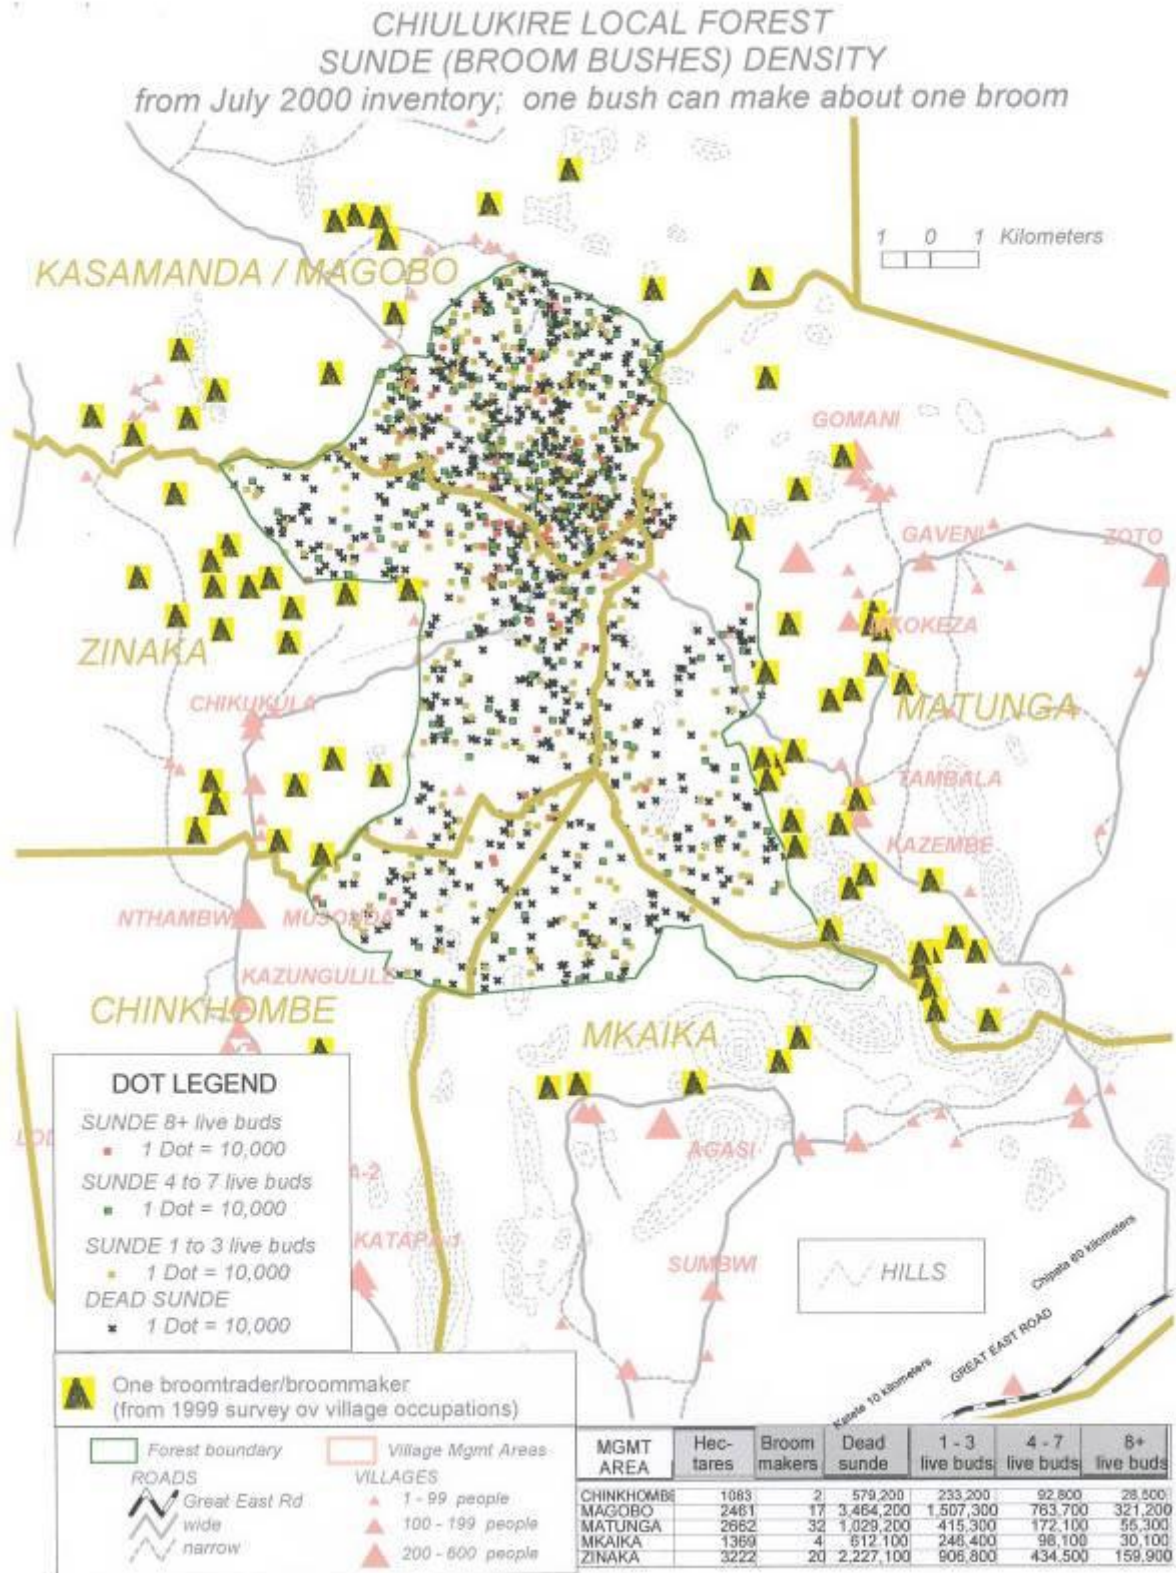 CHIULUKIRE LOCAL FOREST
SUNDE (BROOM BUSHES) DENSITY
from July 2000 inventory; one bush can make about one broom
1 0 1 Kilometers
KASAMANDA / MAGOBO
GOMANI
GAVENI
ZOTO
ZINAKA
CHIKUKULA
MATUNGA
TAMBALA
KAZEMBE
MUSONDA
KAZUNGULILE
CHINKHOMBE
MKAIKA
AGASI
SUMBWI
HILLS
Chipata 60 kilometers
GREAT EAST ROAD
Katete 10 kilometers
DOT LEGEND
SUNDE 8+ live buds
1 Dot = 10,000
SUNDE 4 to 7 live buds
1 Dot = 10,000
SUNDE 1 to 3 live buds
1 Dot = 10,000
DEAD SUNDE
1 Dot = 10,000
One broomtrader/broommaker
(from 1999 survey ov village occupations)
Forest boundary
Village Mgmt Areas
ROADS
Great East Rd
wide
narrow
VILLAGES
1 - 99 people
100 - 199 people
200 - 600 people
MGMT AREA Hec-tares Broom makers Dead sunde 1 - 3 live buds 4 - 7 live buds 8+ live buds
CHINKHOMBE 1083 2 579,200 233,200 92,800 28,500
MAGOBO 2461 17 3,464,200 1,507,300 763,700 321,200
MATUNGA 2662 32 1,029,200 415,300 172,100 55,300
MKAIKA 1369 4 612,100 246,400 98,100 30,100
ZINAKA 3222 20 2,227,100 906,800 434,500 159,900